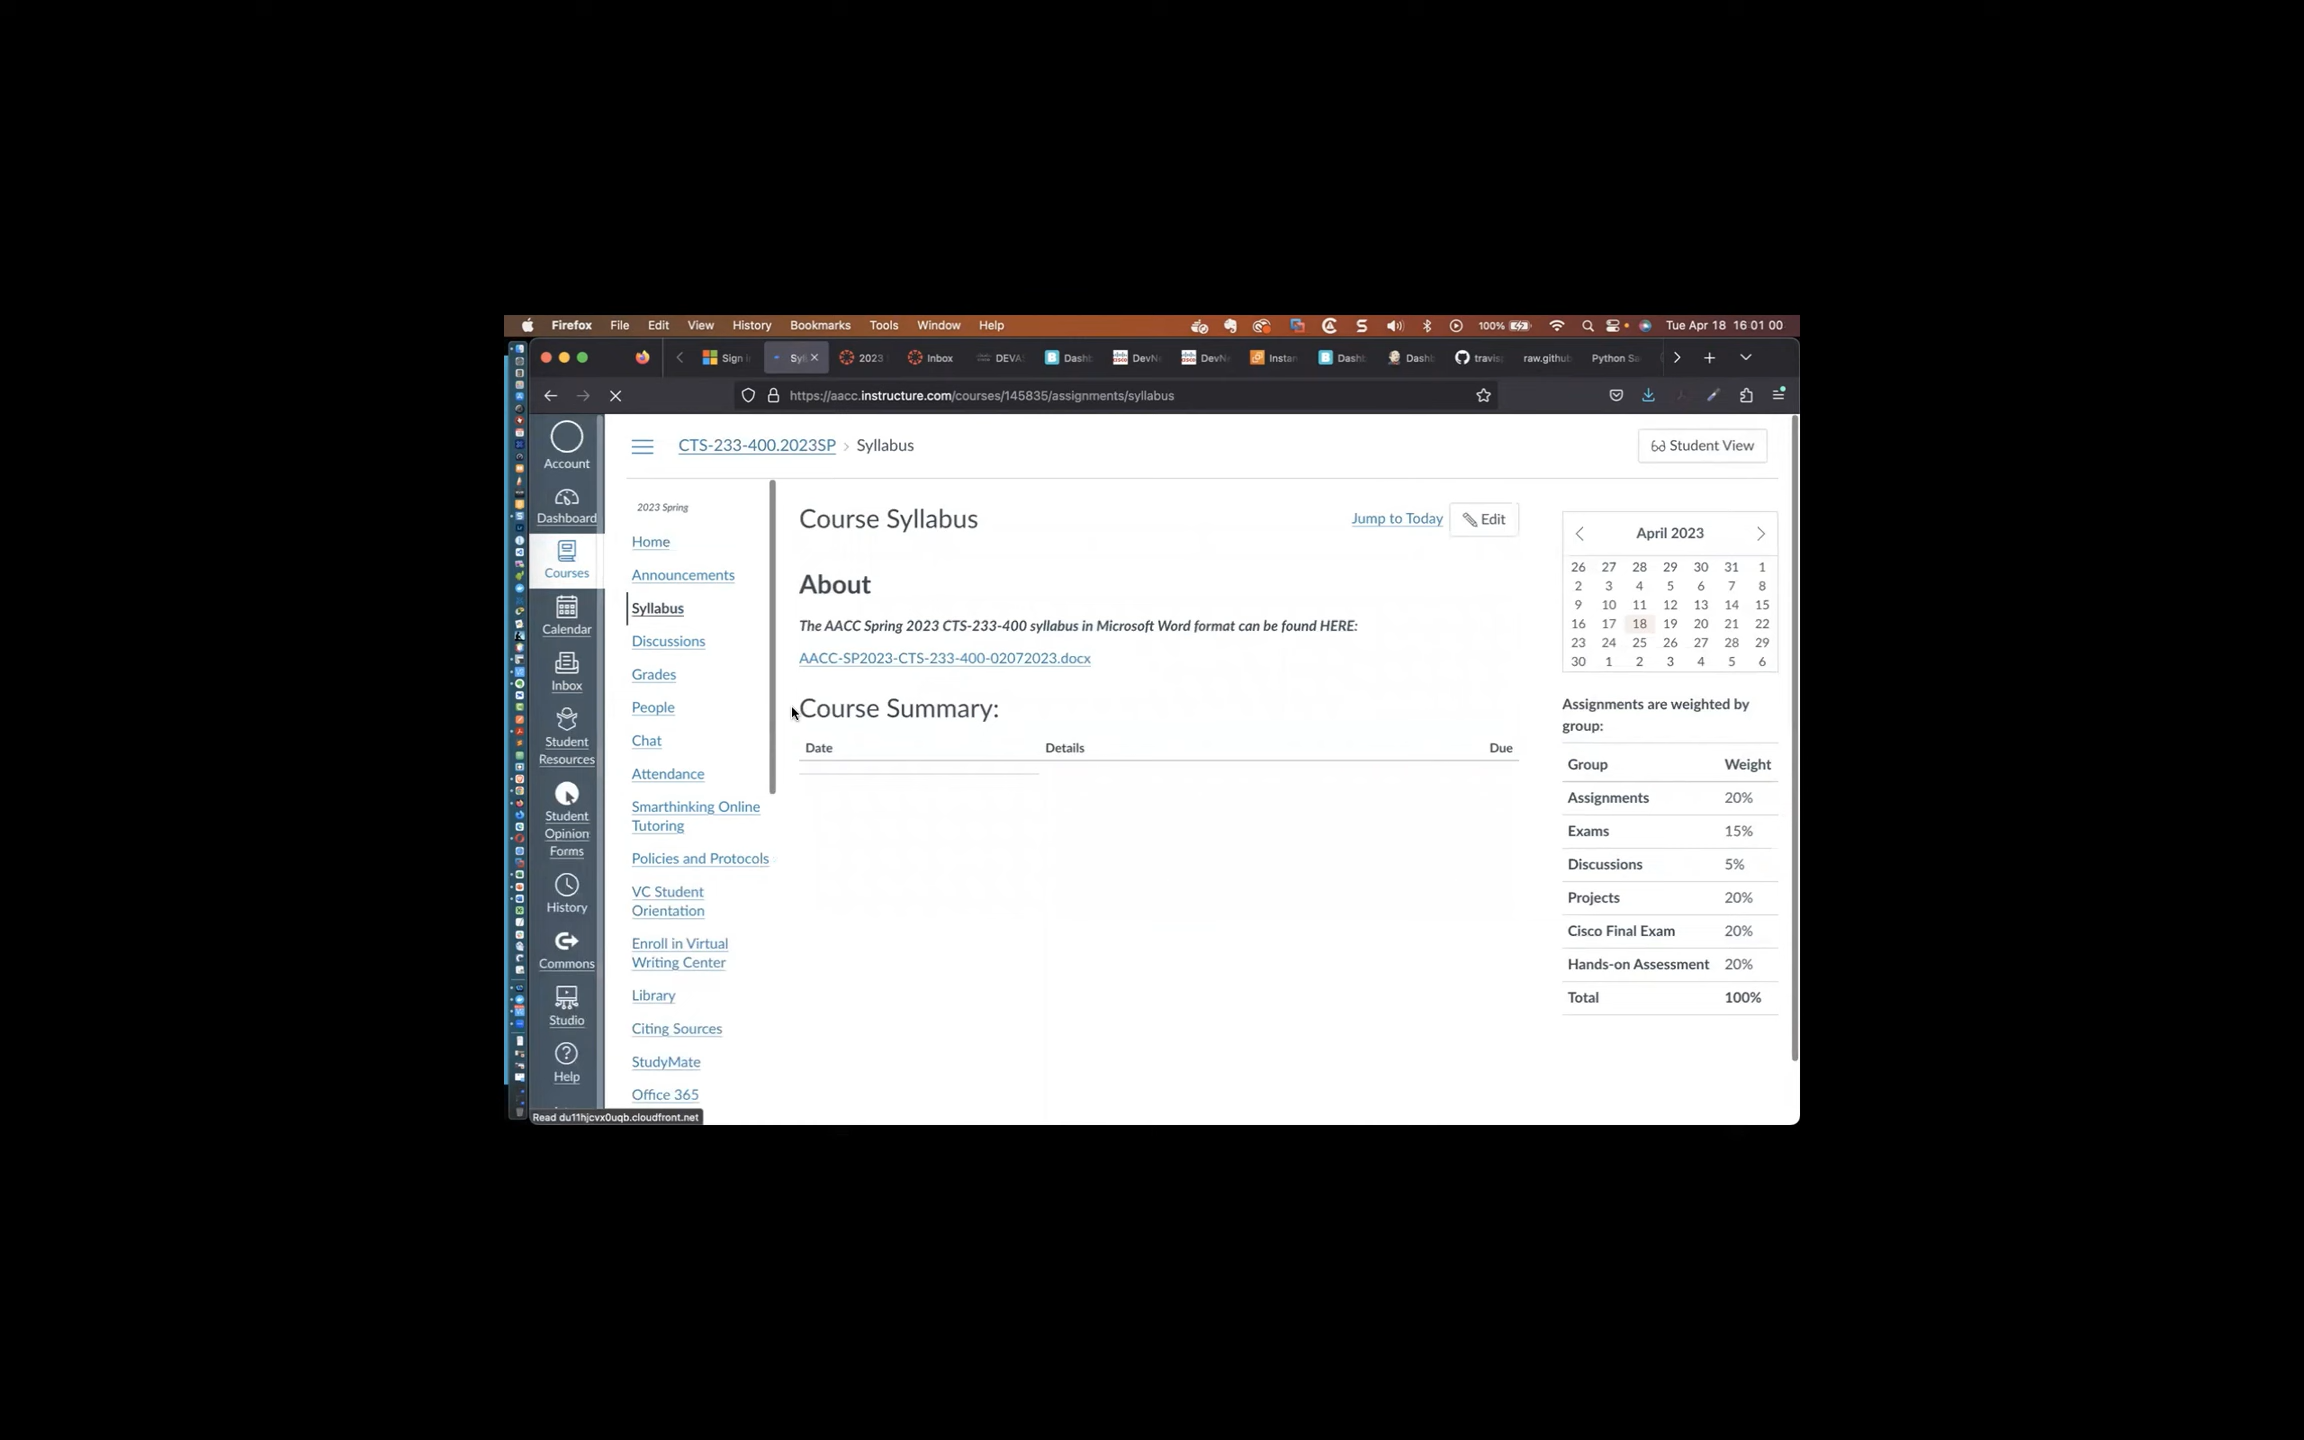 Firefox File Edit View History Bookmarks Tools Window Help 100% Tue Apr 18 16 01 00
Sign i Syl 2023 Inbox DEVAS Dashb DevNe DevNe Instan Dashb Dashb travis raw.github Python Sa
https://aacc.instructure.com/courses/145835/assignments/syllabus
CTS-233-400.2023SP › Syllabus
Student View
Account
Dashboard
Courses
Calendar
Inbox
Student
Resources
Student
Opinion
Forms
History
Commons
Studio
Help
2023 Spring
Home
Announcements
Syllabus
Discussions
Grades
People
Chat
Attendance
Smarthinking Online
Tutoring
Policies and Protocols
VC Student
Orientation
Enroll in Virtual
Writing Center
Library
Citing Sources
StudyMate
Office 365
Read du11hjcvx0uqb.cloudfront.net
Course Syllabus
Jump to Today
Edit
About
The AACC Spring 2023 CTS-233-400 syllabus in Microsoft Word format can be found HERE:
AACC-SP2023-CTS-233-400-02072023.docx
Course Summary:
Date Details Due
April 2023
26 27 28 29 30 31 1
2 3 4 5 6 7 8
9 10 11 12 13 14 15
16 17 18 19 20 21 22
23 24 25 26 27 28 29
30 1 2 3 4 5 6
Assignments are weighted by
group:
Group Weight
Assignments 20%
Exams 15%
Discussions 5%
Projects 20%
Cisco Final Exam 20%
Hands-on Assessment 20%
Total 100%